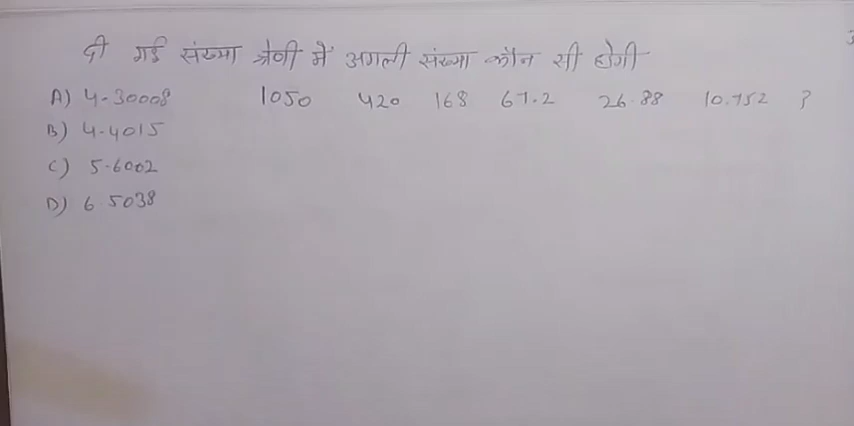 दी गई संख्या श्रेणी में अगली संख्या कौन सी होगी
A) 4.30008 1050 420 168 67.2 26.88 10.752 ?
B) 4.4015
C) 5.6002
D) 6.5038